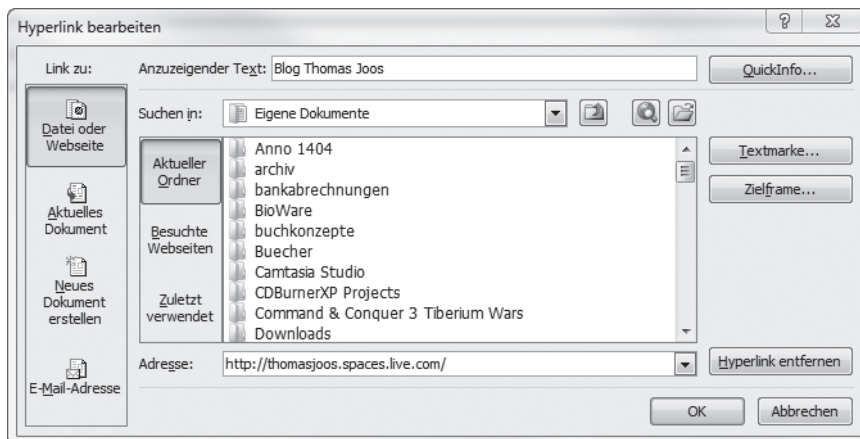 Hyperlink bearbeiten
Link zu:
Anzuzeigender Text: Blog Thomas Joos
QuickInfo...
Datei oder
Webseite
Suchen in: Eigene Dokumente
Aktueller
Ordner
Anno 1404
archiv
bankabrechnungen
BioWare
buchkonzepte
Buecher
Camtasia Studio
CDBurnerXP Projects
Command & Conquer 3 Tiberium Wars
Downloads
Textmarke...
Zielframe...
Aktuelles
Dokument
Besuchte
Webseiten
Neues
Dokument
erstellen
Zuletzt
verwendet
E-Mail-Adresse
Adresse: http://thomasjoos.spaces.live.com/
Hyperlink entfernen
OK
Abbrechen